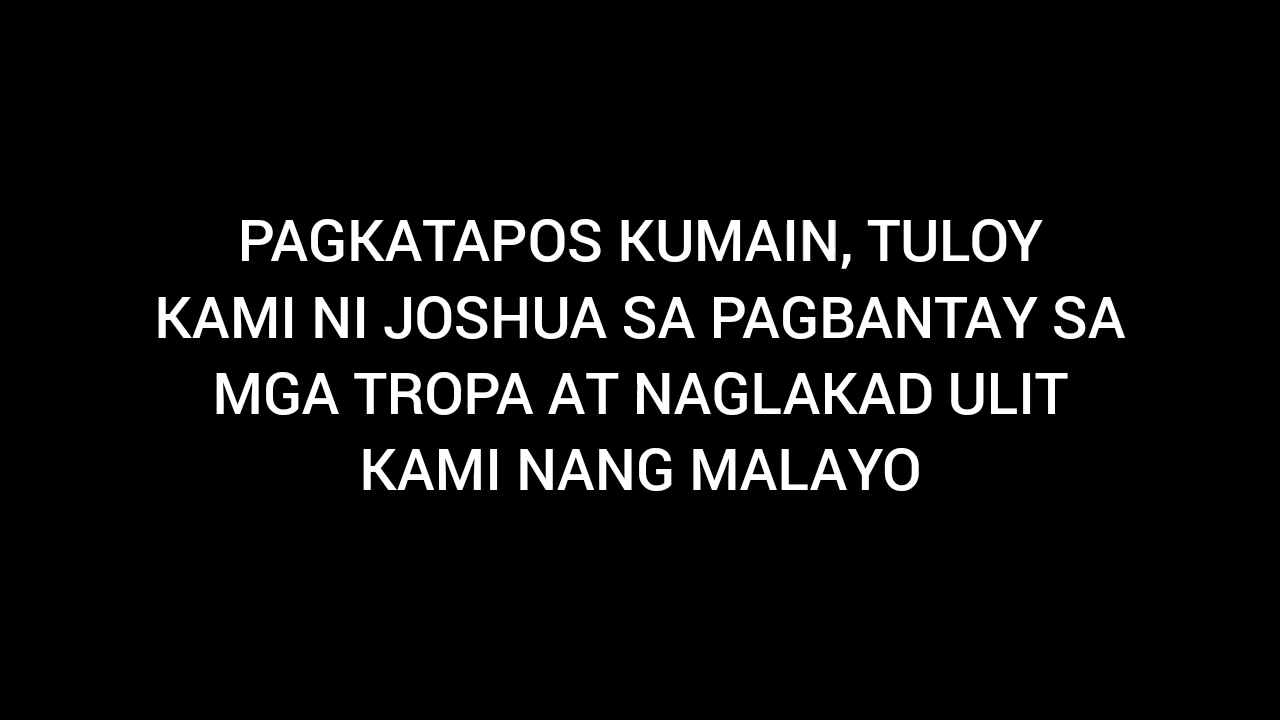 PAGKATAPOS KUMAIN, TULOY
KAMI NI JOSHUA SA PAGBANTAY SA
MGA TROPA AT NAGLAKAD ULIT
KAMI NANG MALAYO